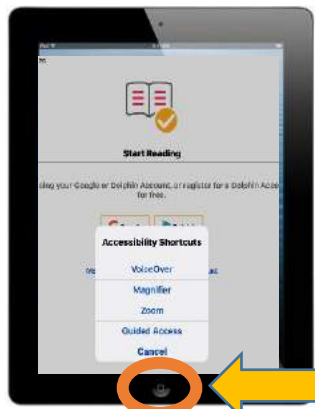 Start Reading
using your Google or Dolphin Account, or register for a Dolphin Acco
for free.
Accessibility Shortcuts
VoiceOver
Magnifier
Zoom
Guided Access
Cancel